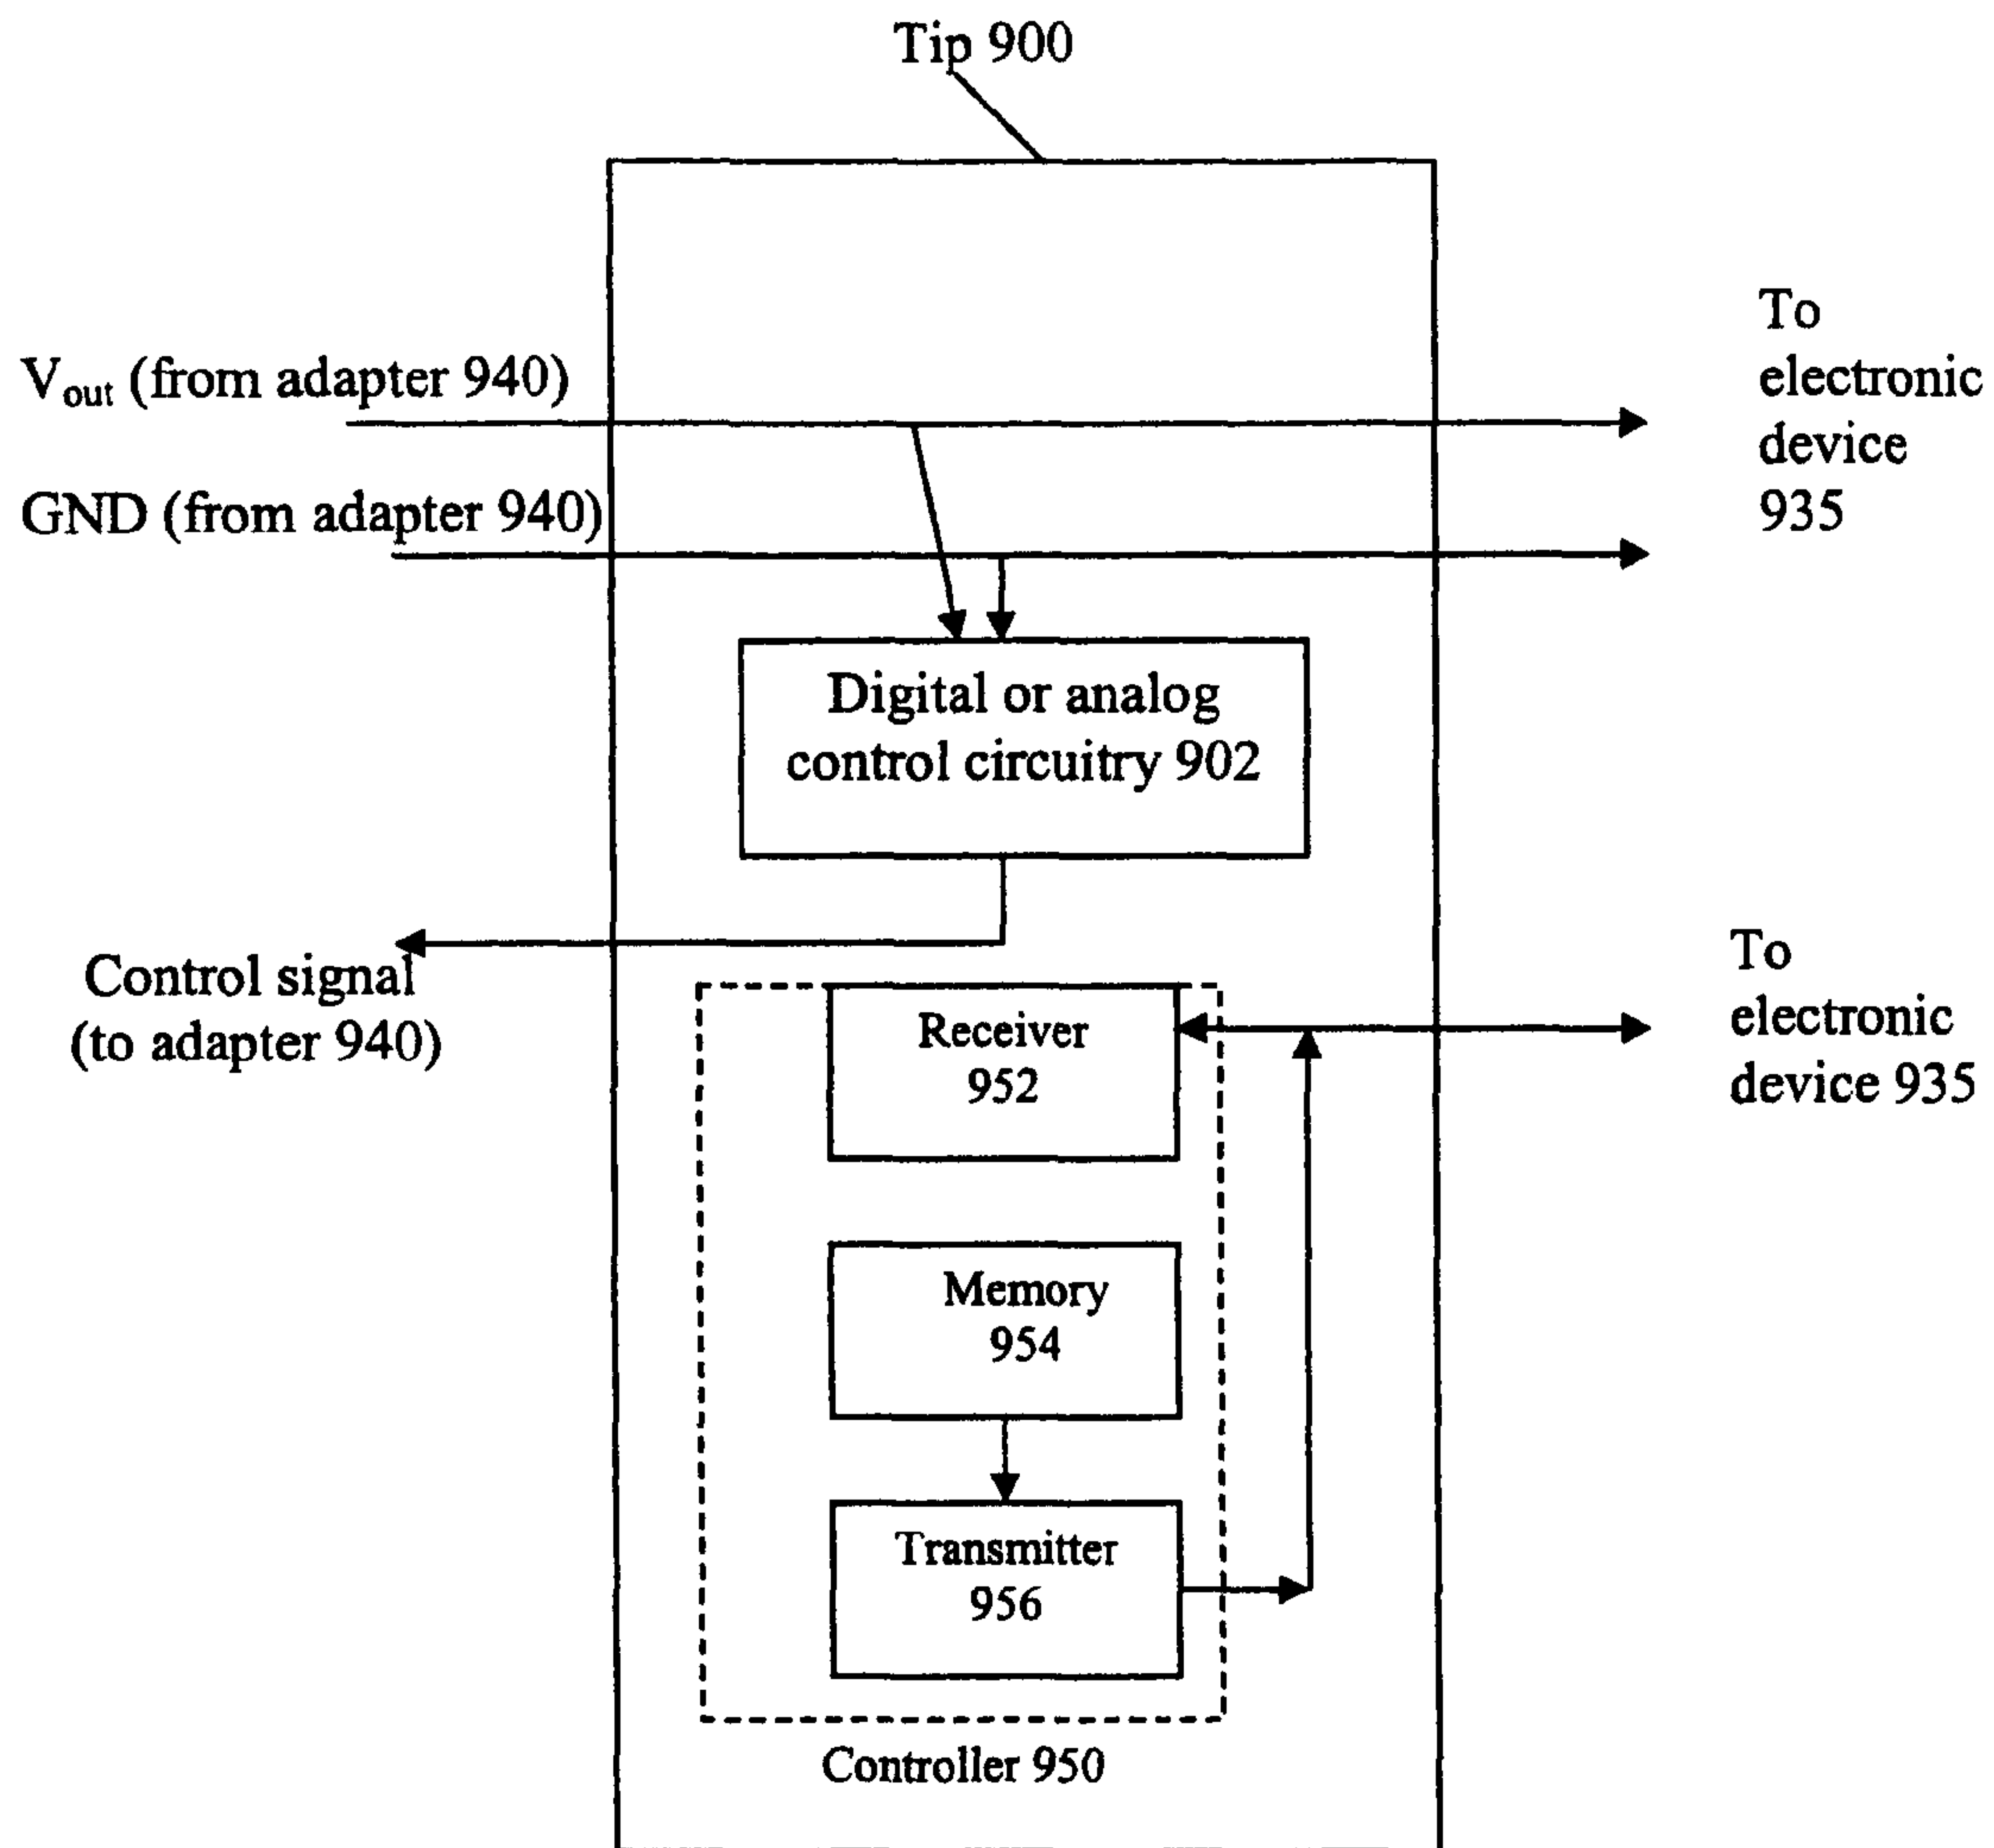 Tip 900
V_out (from adapter 940)
GND (from adapter 940)
To
electronic
device
935
Digital or analog
control circuitry 902
Control signal
(to adapter 940)
To
electronic
device 935
Receiver
952
Memory
954
Transmitter
956
Controller 950